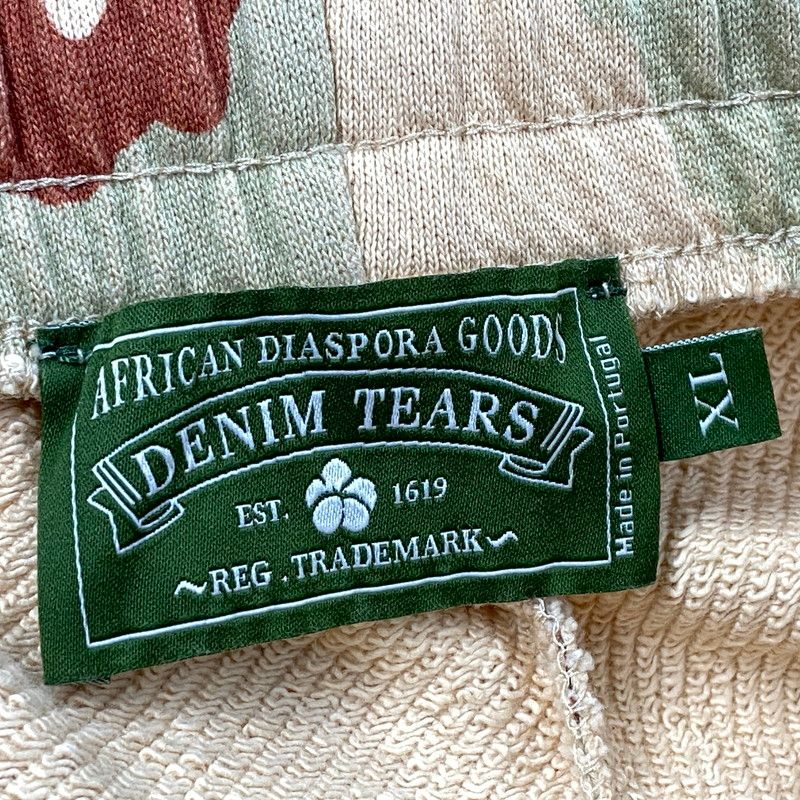 AFRICAN DIASPORA GOODS
DENIM TEARS
EST. 1619
~REG . TRADEMARK~
Made in Portugal
XL